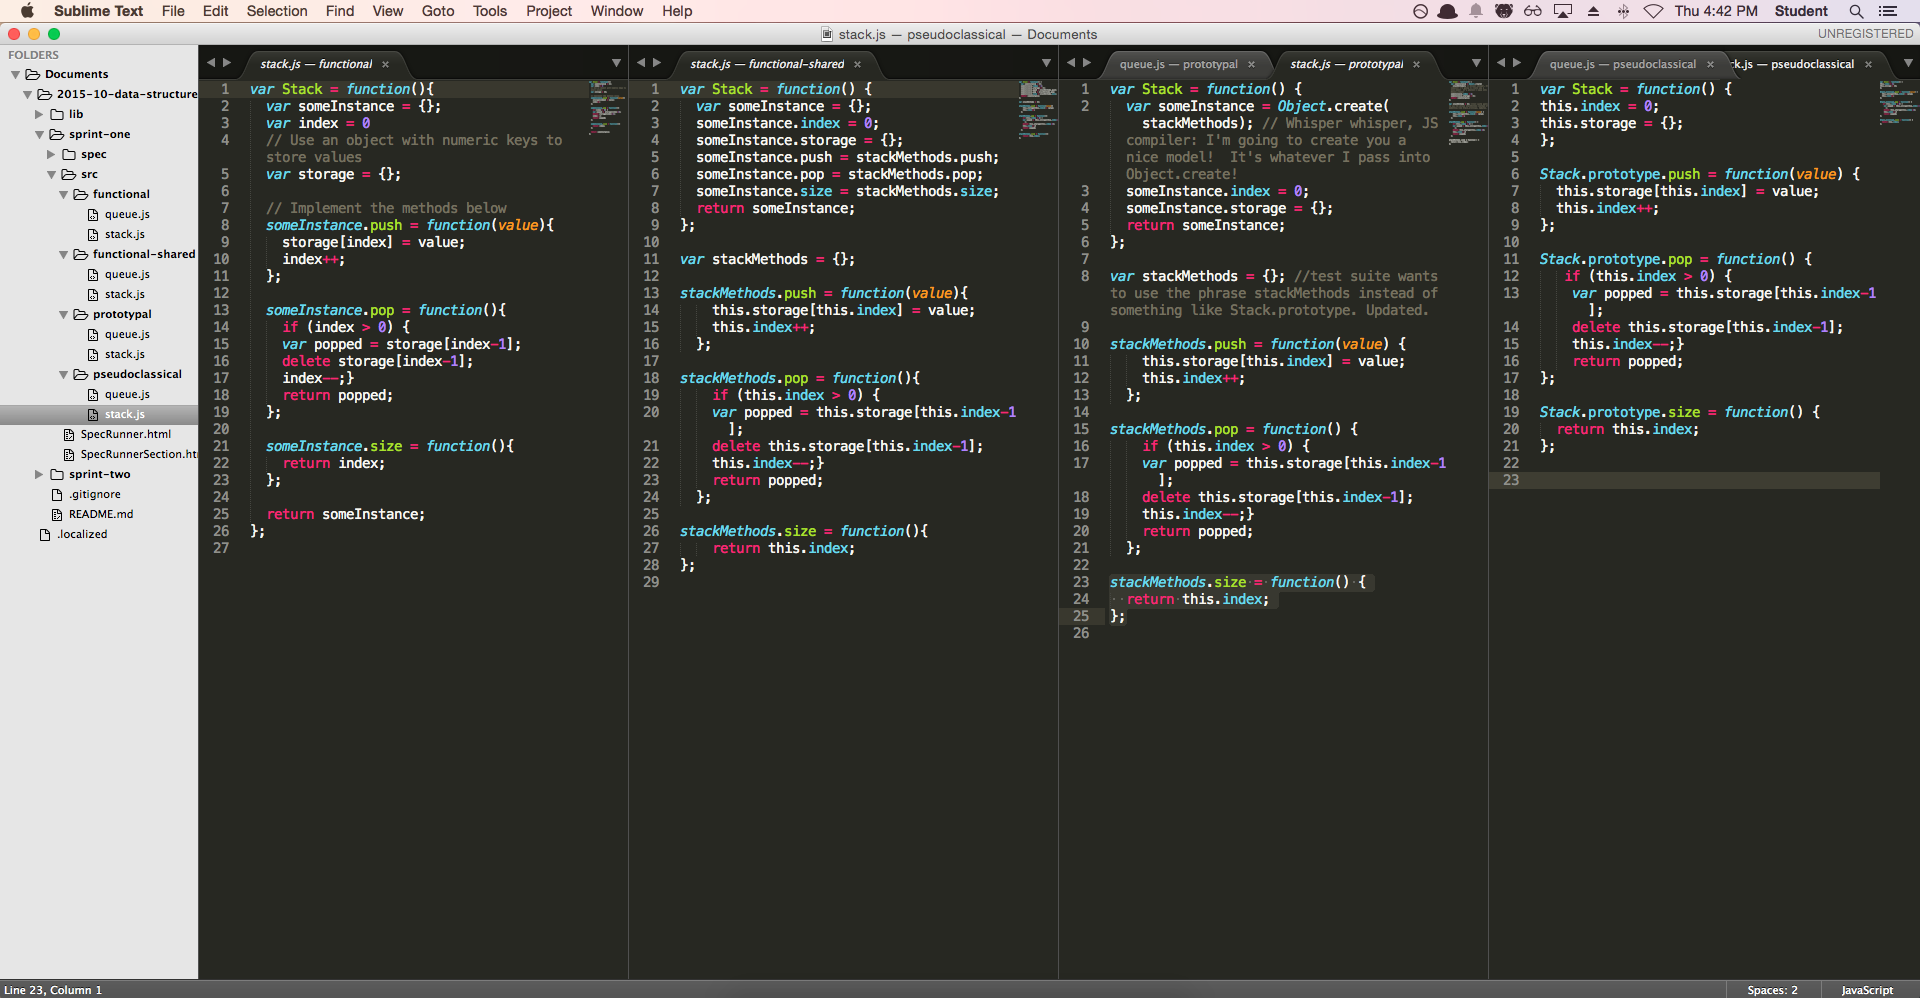 Sublime Text File Edit Selection Find View Goto Tools Project Window Help Thu 4:42 PM Student
stack.js — pseudoclassical — Documents UNREGISTERED
FOLDERS
Documents
2015-10-data-structure
lib
sprint-one
spec
src
functional
queue.js
stack.js
functional-shared
queue.js
stack.js
prototypal
queue.js
stack.js
pseudoclassical
queue.js
stack.js
SpecRunner.html
SpecRunnerSection.ht
sprint-two
.gitignore
README.md
.localized
stack.js — functional ×
1 var Stack = function(){
2 var someInstance = {};
3 var index = 0
4 // Use an object with numeric keys to
store values
5 var storage = {};
6
7 // Implement the methods below
8 someInstance.push = function(value){
9 storage[index] = value;
10 index++;
11 };
12
13 someInstance.pop = function(){
14 if (index > 0) {
15 var popped = storage[index-1];
16 delete storage[index-1];
17 index--;}
18 return popped;
19 };
20
21 someInstance.size = function(){
22 return index;
23 };
24
25 return someInstance;
26 };
27
stack.js — functional-shared ×
1 var Stack = function() {
2 var someInstance = {};
3 someInstance.index = 0;
4 someInstance.storage = {};
5 someInstance.push = stackMethods.push;
6 someInstance.pop = stackMethods.pop;
7 someInstance.size = stackMethods.size;
8 return someInstance;
9 };
10
11 var stackMethods = {};
12
13 stackMethods.push = function(value){
14 this.storage[this.index] = value;
15 this.index++;
16 };
17
18 stackMethods.pop = function(){
19 if (this.index > 0) {
20 var popped = this.storage[this.index-1
];
21 delete this.storage[this.index-1];
22 this.index--;}
23 return popped;
24 };
25
26 stackMethods.size = function(){
27 return this.index;
28 };
29
queue.js — prototypal × stack.js — prototypal ×
1 var Stack = function() {
2 var someInstance = Object.create(
stackMethods); // Whisper whisper, JS
compiler: I'm going to create you a
nice model! It's whatever I pass into
Object.create!
3 someInstance.index = 0;
4 someInstance.storage = {};
5 return someInstance;
6 };
7
8 var stackMethods = {}; //test suite wants
to use the phrase stackMethods instead of
something like Stack.prototype. Updated.
9
10 stackMethods.push = function(value) {
11 this.storage[this.index] = value;
12 this.index++;
13 };
14
15 stackMethods.pop = function() {
16 if (this.index > 0) {
17 var popped = this.storage[this.index-1
];
18 delete this.storage[this.index-1];
19 this.index--;}
20 return popped;
21 };
22
23 stackMethods.size = function() {
24 return this.index;
25 };
26
queue.js — pseudoclassical × ck.js — pseudoclassical ×
1 var Stack = function() {
2 this.index = 0;
3 this.storage = {};
4 };
5
6 Stack.prototype.push = function(value) {
7 this.storage[this.index] = value;
8 this.index++;
9 };
10
11 Stack.prototype.pop = function() {
12 if (this.index > 0) {
13 var popped = this.storage[this.index-1
];
14 delete this.storage[this.index-1];
15 this.index--;}
16 return popped;
17 };
18
19 Stack.prototype.size = function() {
20 return this.index;
21 };
22
23
Line 23, Column 1 Spaces: 2 JavaScript